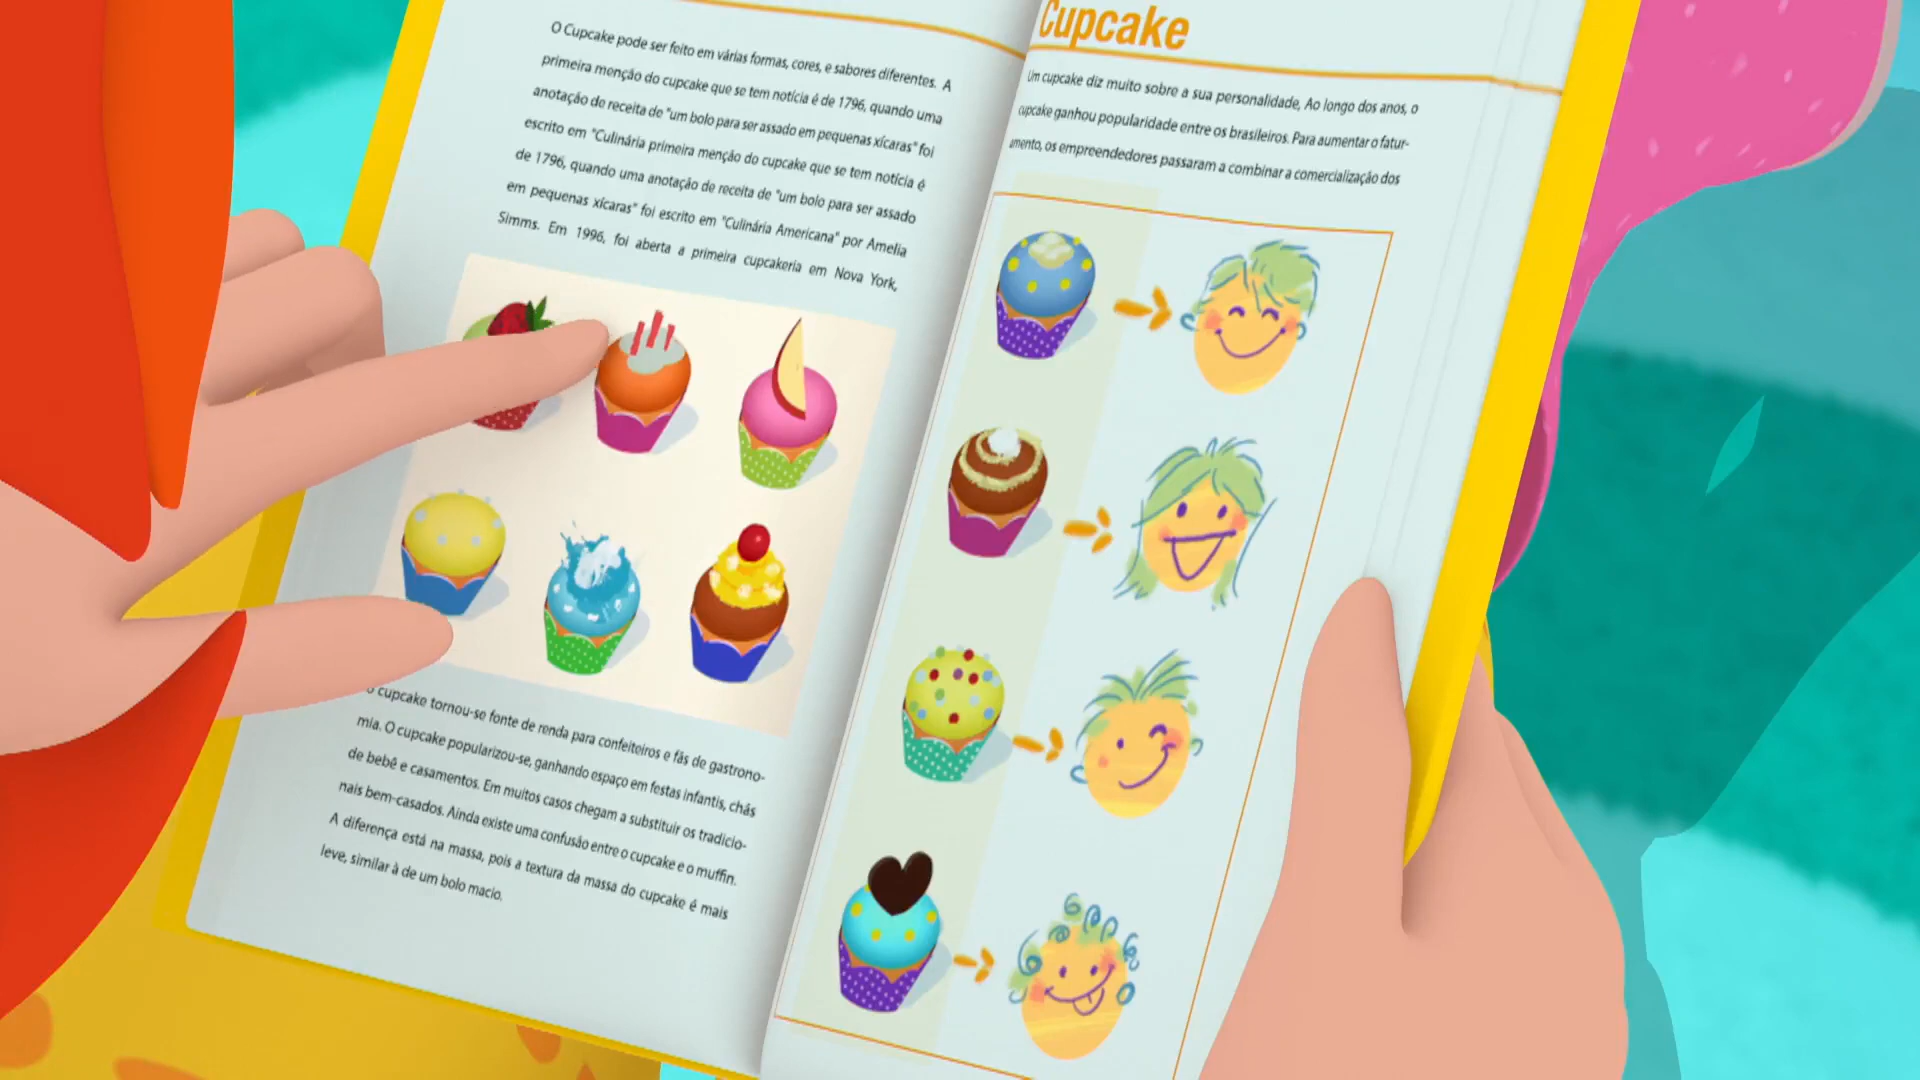 O Cupcake pode ser feito em várias formas, cores, e sabores diferentes. A
primeira menção do cupcake que se tem notícia é de 1796, quando uma
anotação de receita de "um bolo para ser assado em pequenas xícaras" foi
escrito em "Culinária primeira menção do cupcake que se tem notícia é
de 1796, quando uma anotação de receita de "um bolo para ser assado
em pequenas xícaras" foi escrito em "Culinária Americana" por Amelia
Simms. Em 1996, foi aberta a primeira cupcakeria em Nova York,
O cupcake tornou-se fonte de renda para confeiteiros e fãs de gastrono-
mia. O cupcake popularizou-se, ganhando espaço em festas infantis, chás
de bebê e casamentos. Em muitos casos chegam a substituir os tradicio-
nais bem-casados. Ainda existe uma confusão entre o cupcake e o muffin.
A diferença está na massa, pois a textura da massa do cupcake é mais
leve, similar à de um bolo macio.
Cupcake
Um cupcake diz muito sobre a sua personalidade, Ao longo dos anos, o
cupcake ganhou popularidade entre os brasileiros. Para aumentar o fatur-
amento, os empreendedores passaram a combinar a comercialização dos